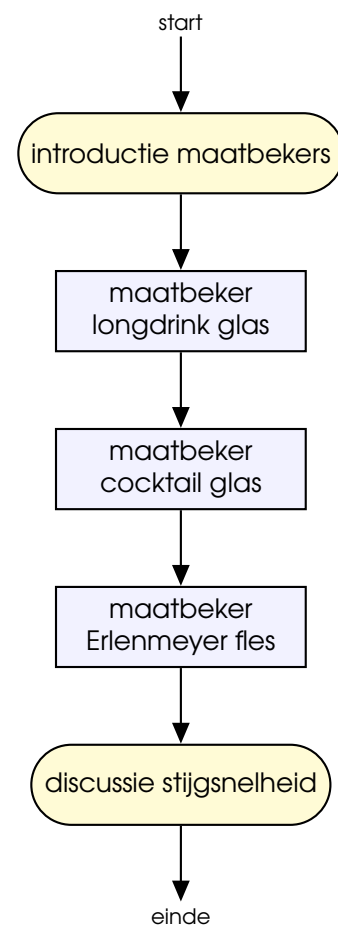 start
introductie maatbekers
maatbeker
longdrink glas
maatbeker
cocktail glas
maatbeker
Erlenmeyer fles
discussie stijgsnelheid
einde